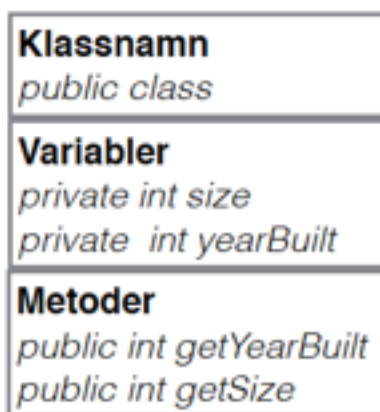 Klassnamn
public class
Variabler
private int size
private int yearBuilt
Metoder
public int getYearBuilt
public int getSize